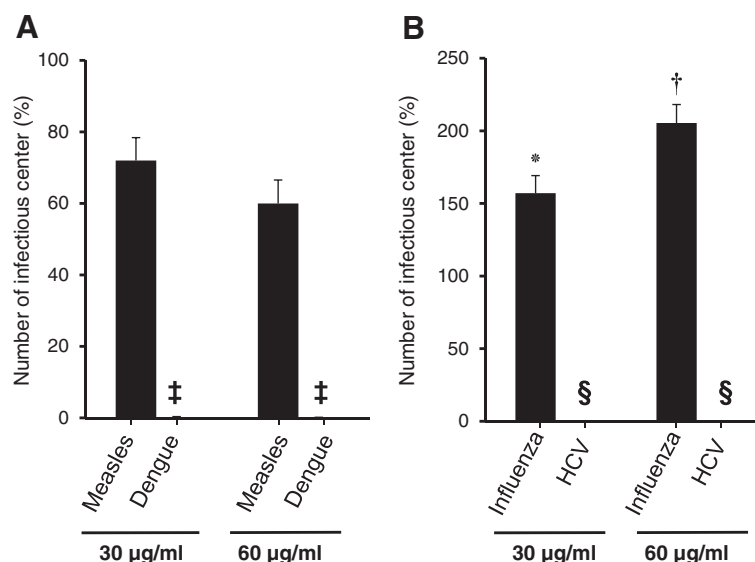 A
Number of infectious center (%)
100
80
60
40
20
0
‡
‡
Measles
Dengue
Measles
Dengue
30 µg/ml
60 µg/ml
B
Number of infectious center (%)
250
200
150
100
50
0
*
§
†
§
Influenza
HCV
Influenza
HCV
30 µg/ml
60 µg/ml